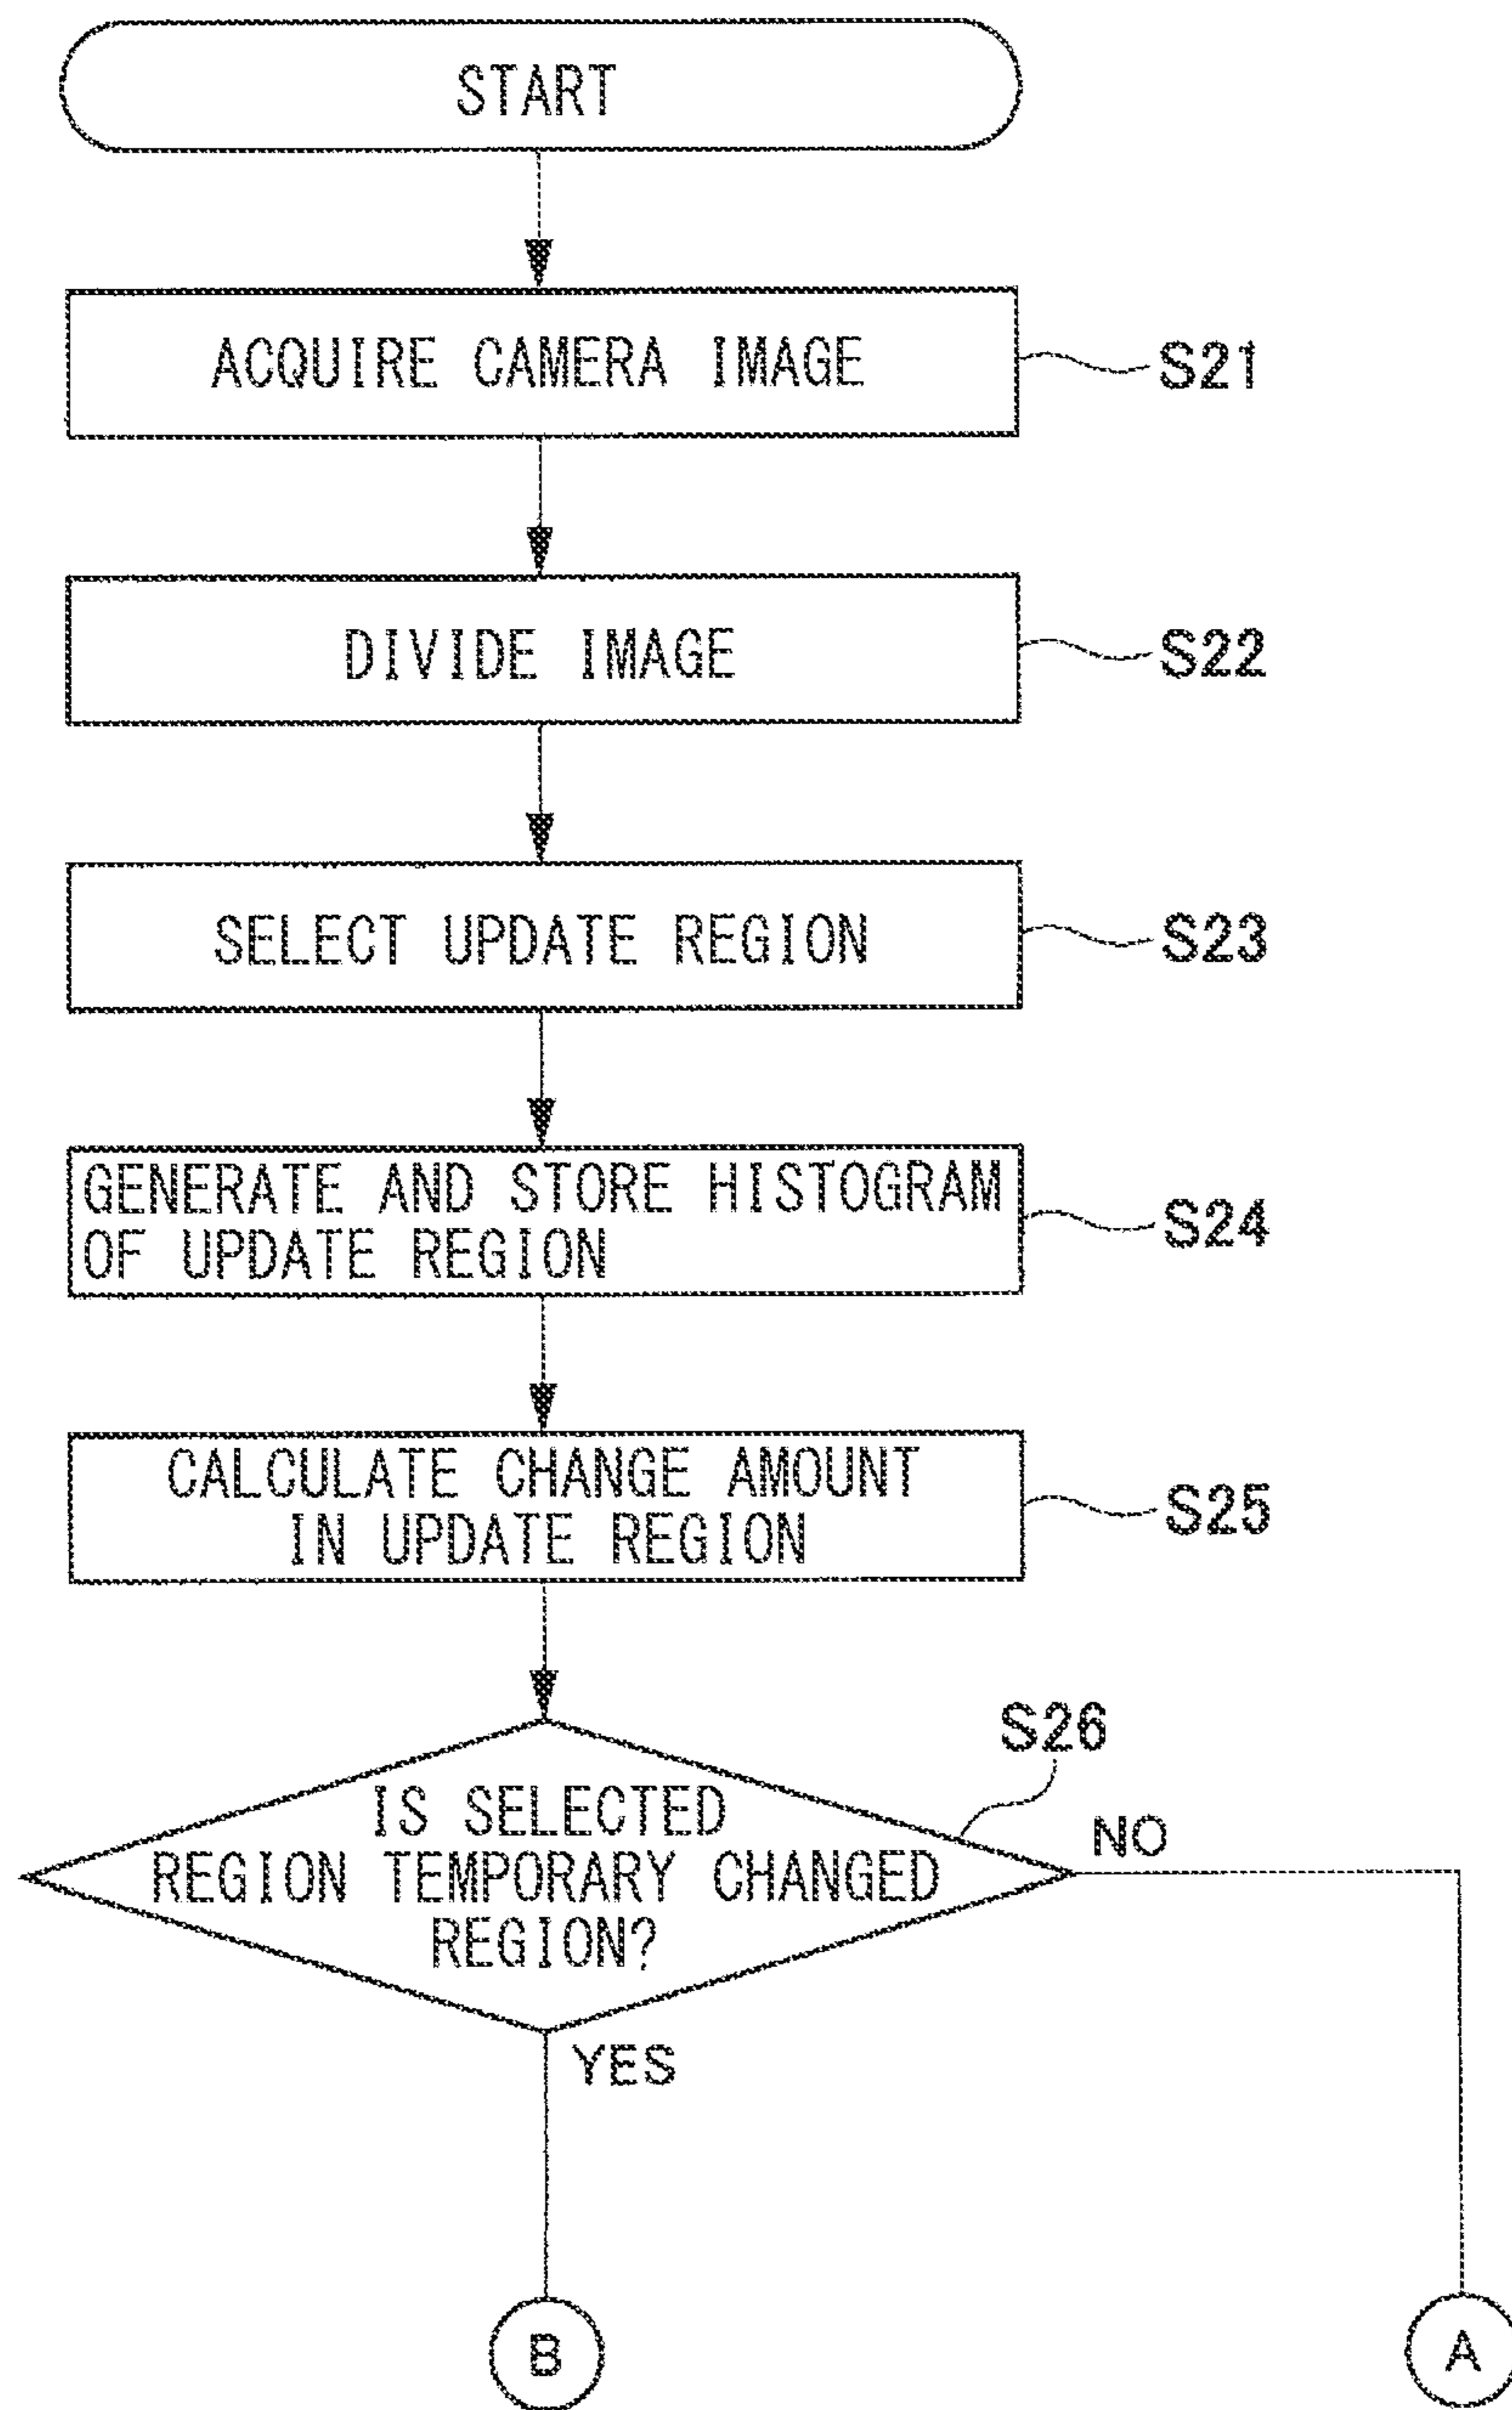 START
ACQUIRE CAMERA IMAGE
S21
DIVIDE IMAGE
S22
SELECT UPDATE REGION
S23
GENERATE AND STORE HISTOGRAM
OF UPDATE REGION
S24
CALCULATE CHANGE AMOUNT
IN UPDATE REGION
S25
S26
IS SELECTED
REGION TEMPORARY CHANGED
REGION?
NO
YES
B
A